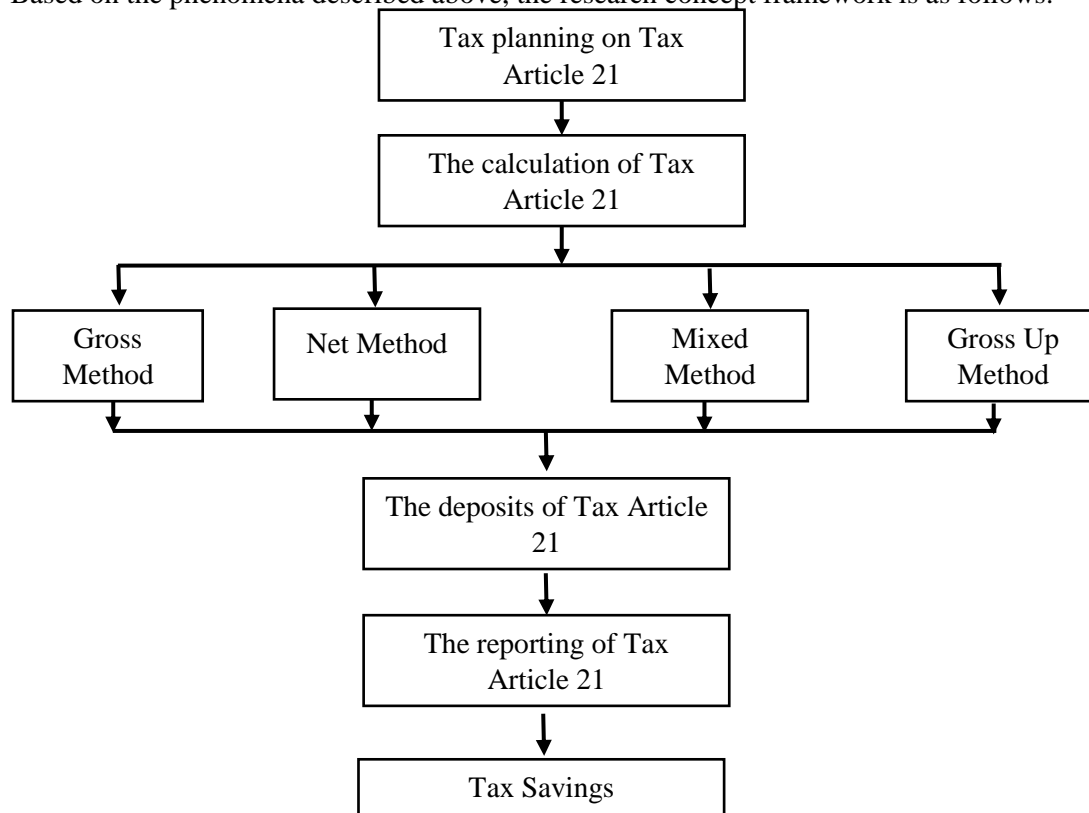 Based on the phenomena described above, the research concept framework is as follows:
Tax planning on Tax
Article 21
The calculation of Tax
Article 21
Gross
Method
Net Method
Mixed
Method
Gross Up
Method
The deposits of Tax Article
21
The reporting of Tax
Article 21
Tax Savings